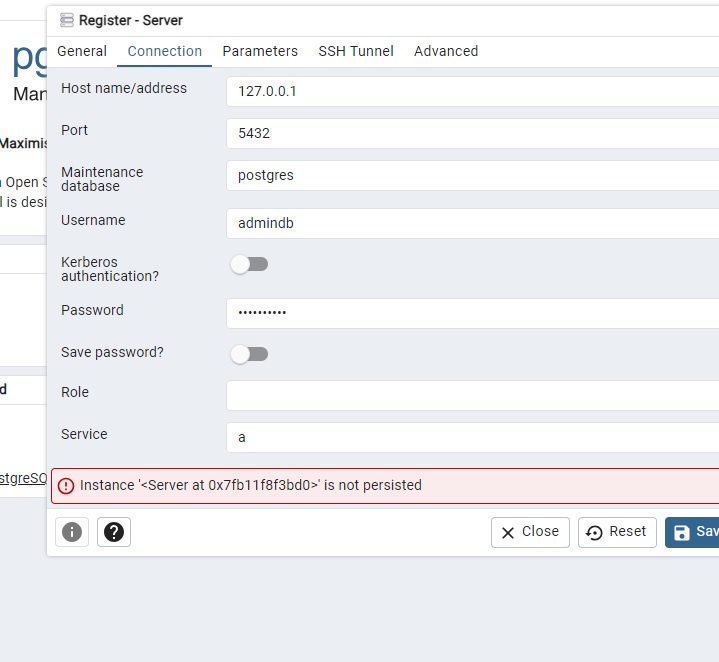 Register - Server
General Connection Parameters SSH Tunnel Advanced
pg
Man
Maximis
Open S
l is desi
d
stgreSQ
Host name/address 127.0.0.1
Port 5432
Maintenance
database
postgres
Username admindb
Kerberos
authentication?
Password ••••••••••
Save password?
Role
Service a
Instance '<Server at 0x7fb11f8f3bd0>' is not persisted
Close Reset Sav